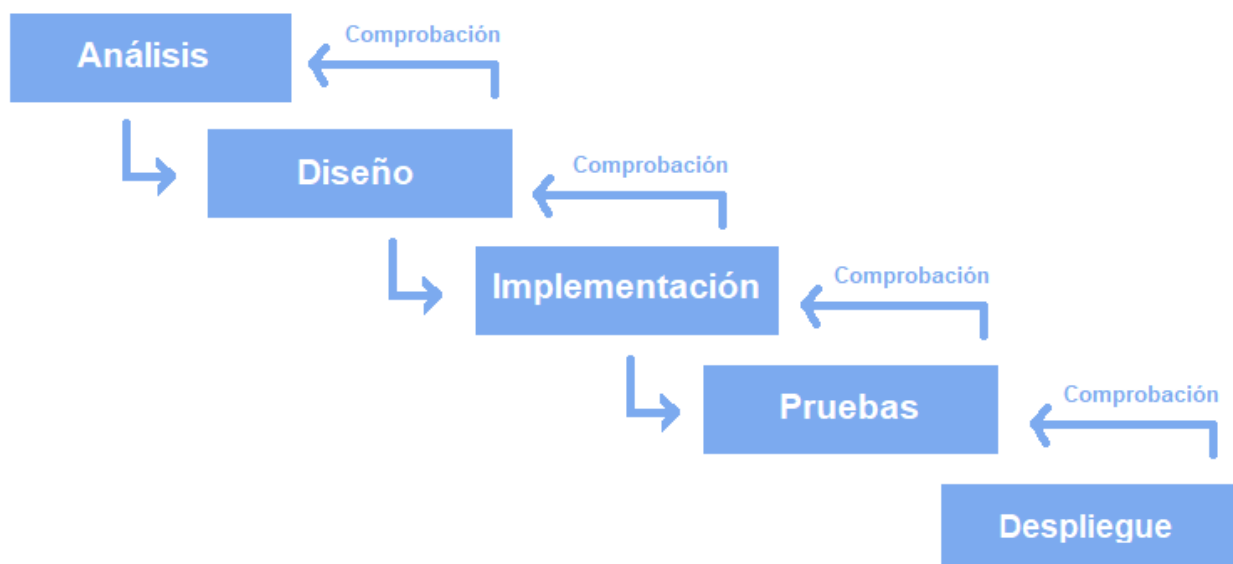 Análisis
Comprobación
Diseño
Comprobación
Implementación
Comprobación
Pruebas
Comprobación
Despliegue